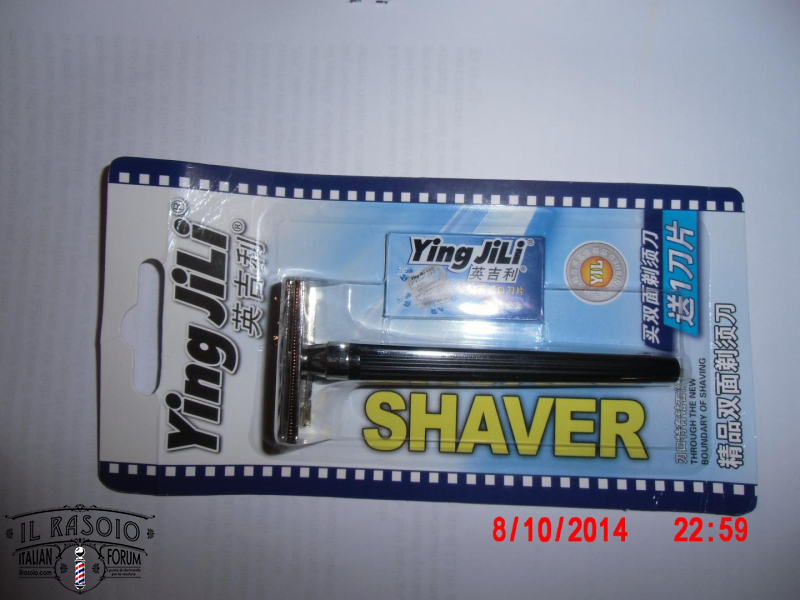 Ying JiLi®
英吉利®
Ying JiLi®
英吉利®
YJL
买双面剃须刀
送1刀片
SHAVER
THROUGH THE NEW
BOUNDARY OF SHAVING
精品双面剃须刀
8/10/2014 22:59
IL RASOIO
ITALIAN FORUM
ilrasoio.com